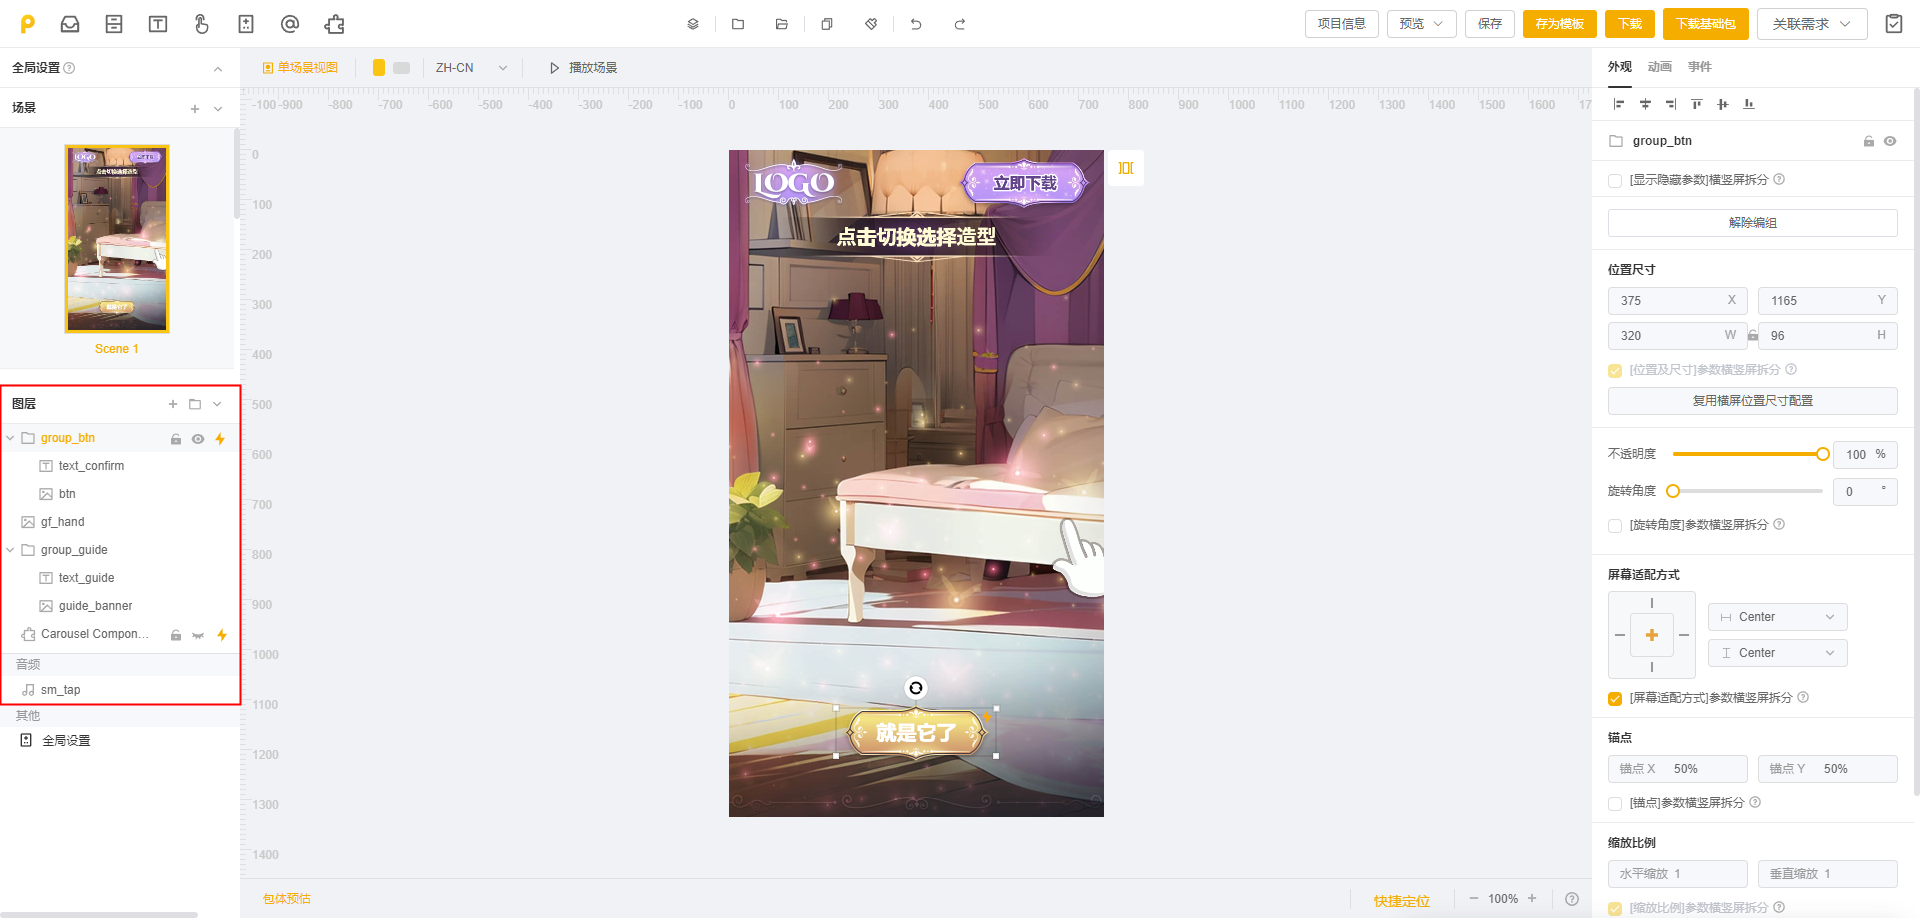 项目信息
预览
保存
存为模板
下载
下载基础包
关联需求
全局设置
场景
LOGO
点击切换选择造型
就是它了
Scene 1
图层
group_btn
text_confirm
btn
gf_hand
group_guide
text_guide
guide_banner
Carousel Compon...
音频
sm_tap
其他
全局设置
单场景视图
ZH-CN
播放场景
-100 -900 -800 -700 -600 -500 -400 -300 -200 -100 0 100 200 300 400 500 600 700 800 900 1000 1100 1200 1300 1400 1500 1600 17
0
100
200
300
400
500
600
700
800
900
1000
1100
1200
1300
1400
LOGO
立即下载
点击切换选择造型
就是它了
包体预估
快捷定位
100%
外观 动画 事件
group_btn
[显示隐藏参数]横竖屏拆分
解除编组
位置尺寸
375 X 1165 Y
320 W 96 H
[位置及尺寸]参数横竖屏拆分
复用横屏位置尺寸配置
不透明度 100 %
旋转角度 0 °
[旋转角度]参数横竖屏拆分
屏幕适配方式
Center
Center
[屏幕适配方式]参数横竖屏拆分
锚点
锚点 X 50% 锚点 Y 50%
[锚点]参数横竖屏拆分
缩放比例
水平缩放 1 垂直缩放 1
[缩放比例]参数横竖屏拆分